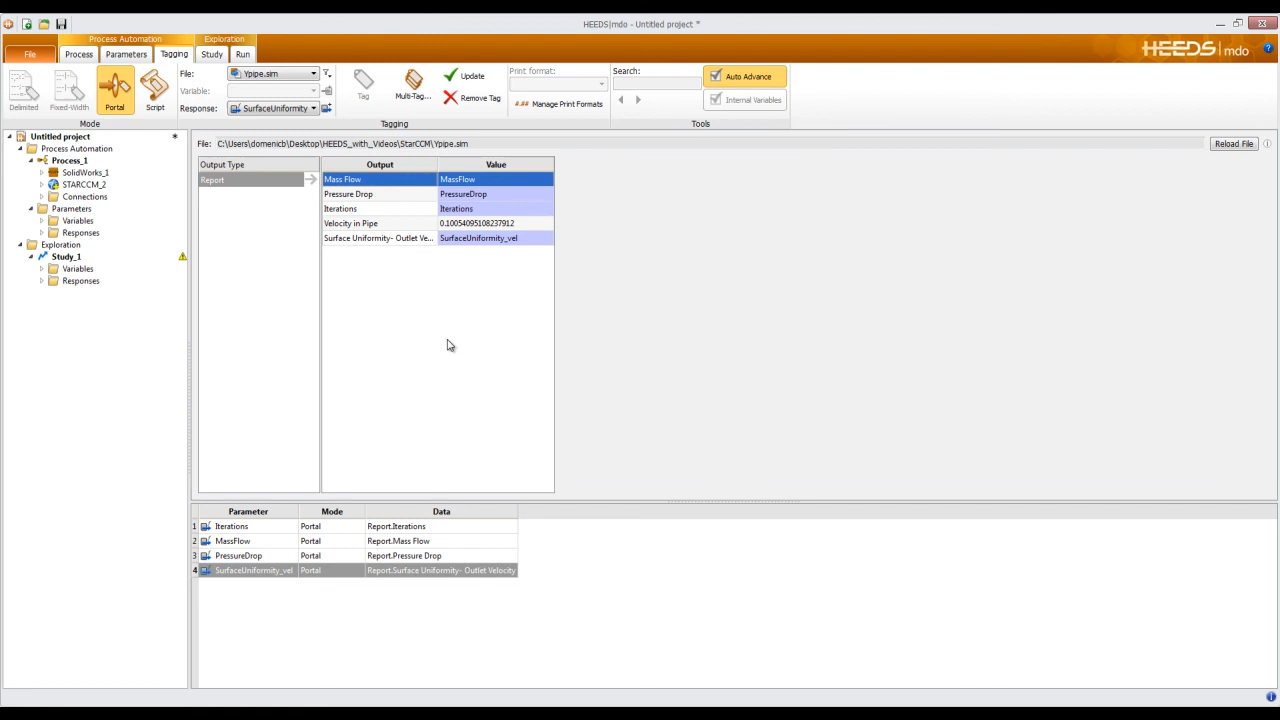 HEEDS|mdo - Untitled project *
Process Automation
Exploration
File
Process
Parameters
Tagging
Study
Run
HEEDS | mdo
Delimited
Fixed-Width
Portal
Script
Mode
File:
Ypipe.sim
Variable:
Response:
SurfaceUniformity
Tag
Multi-Tag...
Update
Remove Tag
Tagging
Print format:
#.## Manage Print Formats
Search:
Auto Advance
Internal Variables
Tools
Untitled project *
Process Automation
Process_1
SolidWorks_1
STARCCM_2
Connections
Parameters
Variables
Responses
Exploration
Study_1
Variables
Responses
File: C:\Users\domenicb\Desktop\HEEDS_with_Videos\StarCCM\Ypipe.sim
Reload File
Output Type
Report
Output Value
Mass Flow MassFlow
Pressure Drop PressureDrop
Iterations Iterations
Velocity in Pipe 0.10054095108237912
Surface Uniformity- Outlet Ve... SurfaceUniformity_vel
Parameter Mode Data
1 Iterations Portal Report.Iterations
2 MassFlow Portal Report.Mass Flow
3 PressureDrop Portal Report.Pressure Drop
4 SurfaceUniformity_vel Portal Report.Surface Uniformity- Outlet Velocity